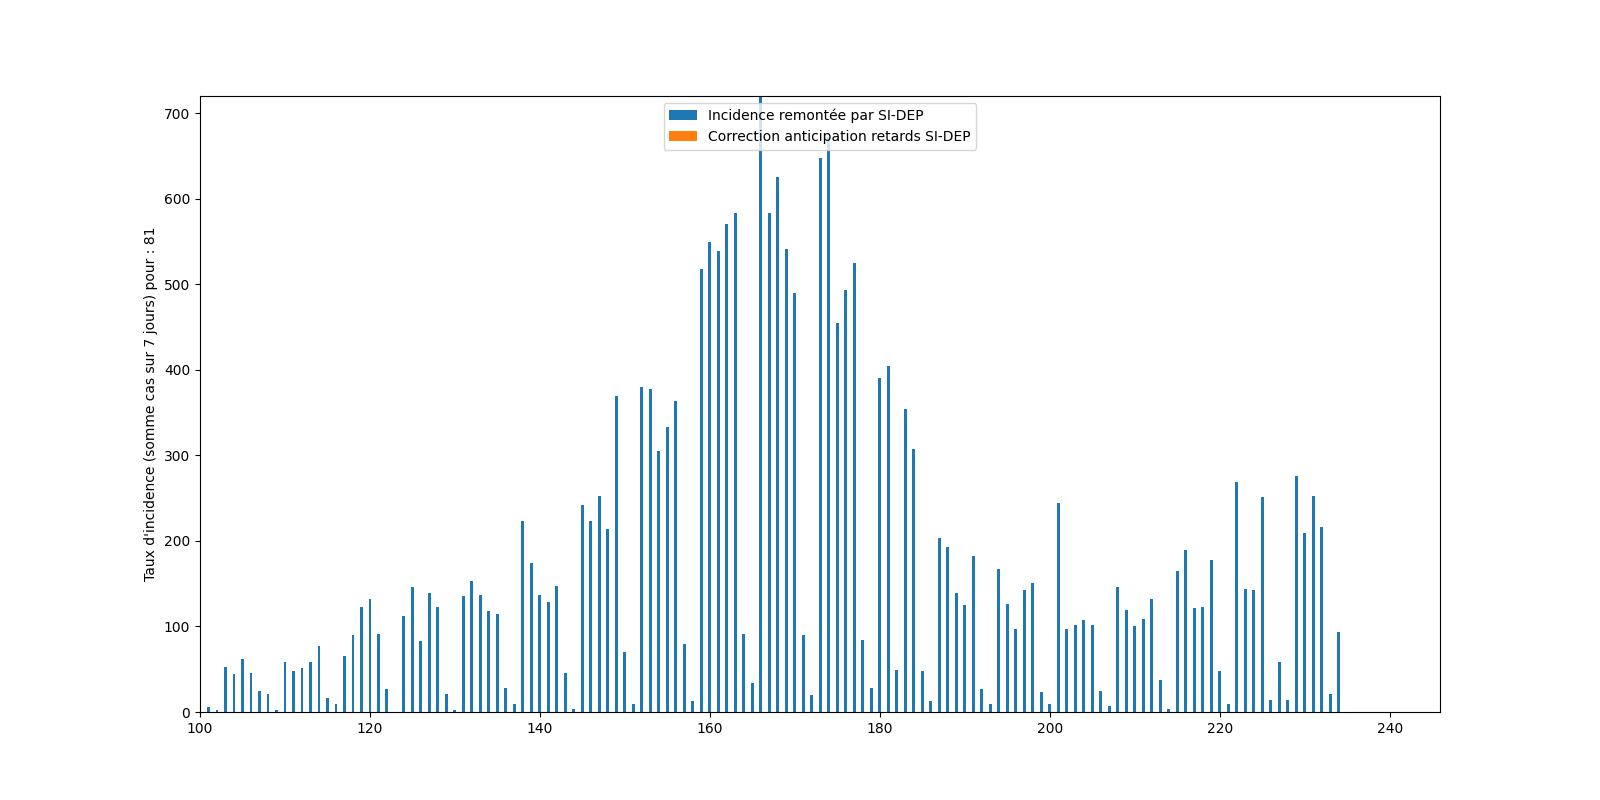 Incidence remontée par SI-DEP
Correction anticipation retards SI-DEP
Taux d'incidence (somme cas sur 7 jours) pour : 81
700
600
500
400
300
200
100
0
100 120 140 160 180 200 220 240